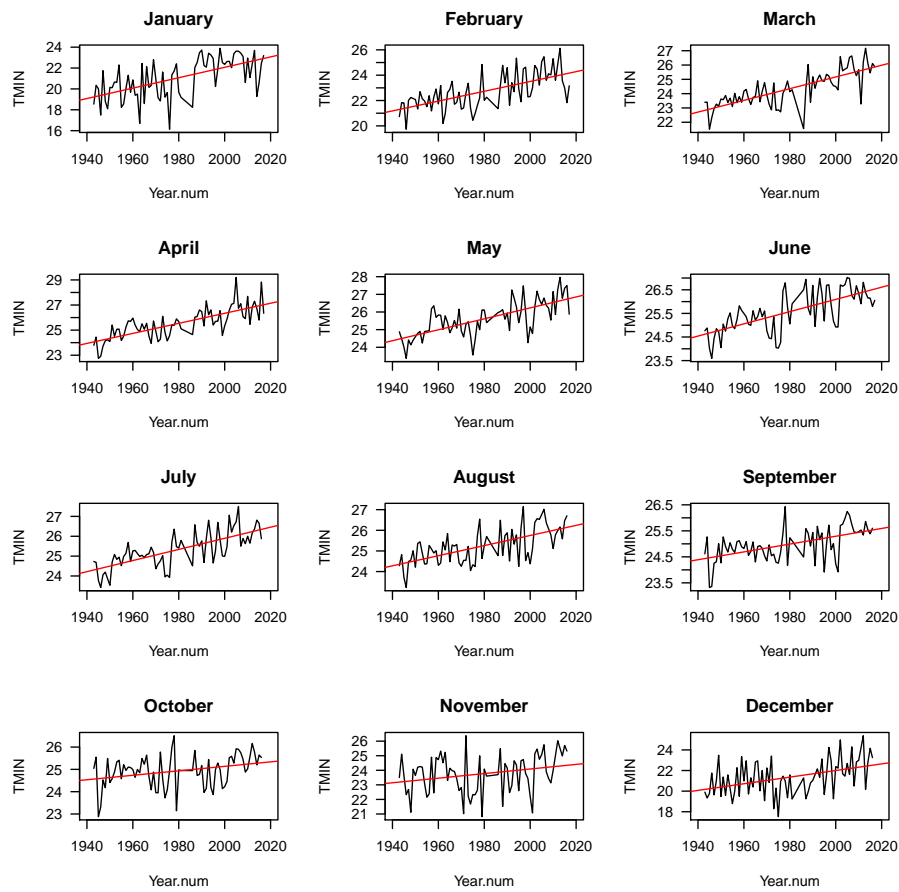 January February March
TMIN TMIN TMIN
24 26 27
22 24 26
20 22 25
18 20 24
16 23
22
1940 1960 1980 2000 2020 1940 1960 1980 2000 2020 1940 1960 1980 2000 2020
Year.num Year.num Year.num
April May June
TMIN TMIN TMIN
29 28 26.5
27 27 25
25 26 23.5
23 24
1940 1960 1980 2000 2020 1940 1960 1980 2000 2020 1940 1960 1980 2000 2020
Year.num Year.num Year.num
July August September
TMIN TMIN TMIN
27 27 26.5
26 26 25.5
25 25 24.5
24 24 23.5
1940 1960 1980 2000 2020 1940 1960 1980 2000 2020 1940 1960 1980 2000 2020
Year.num Year.num Year.num
October November December
TMIN TMIN TMIN
26 26 24
25 25 22
24 24 20
23 23 18
22
21
1940 1960 1980 2000 2020 1940 1960 1980 2000 2020 1940 1960 1980 2000 2020
Year.num Year.num Year.num